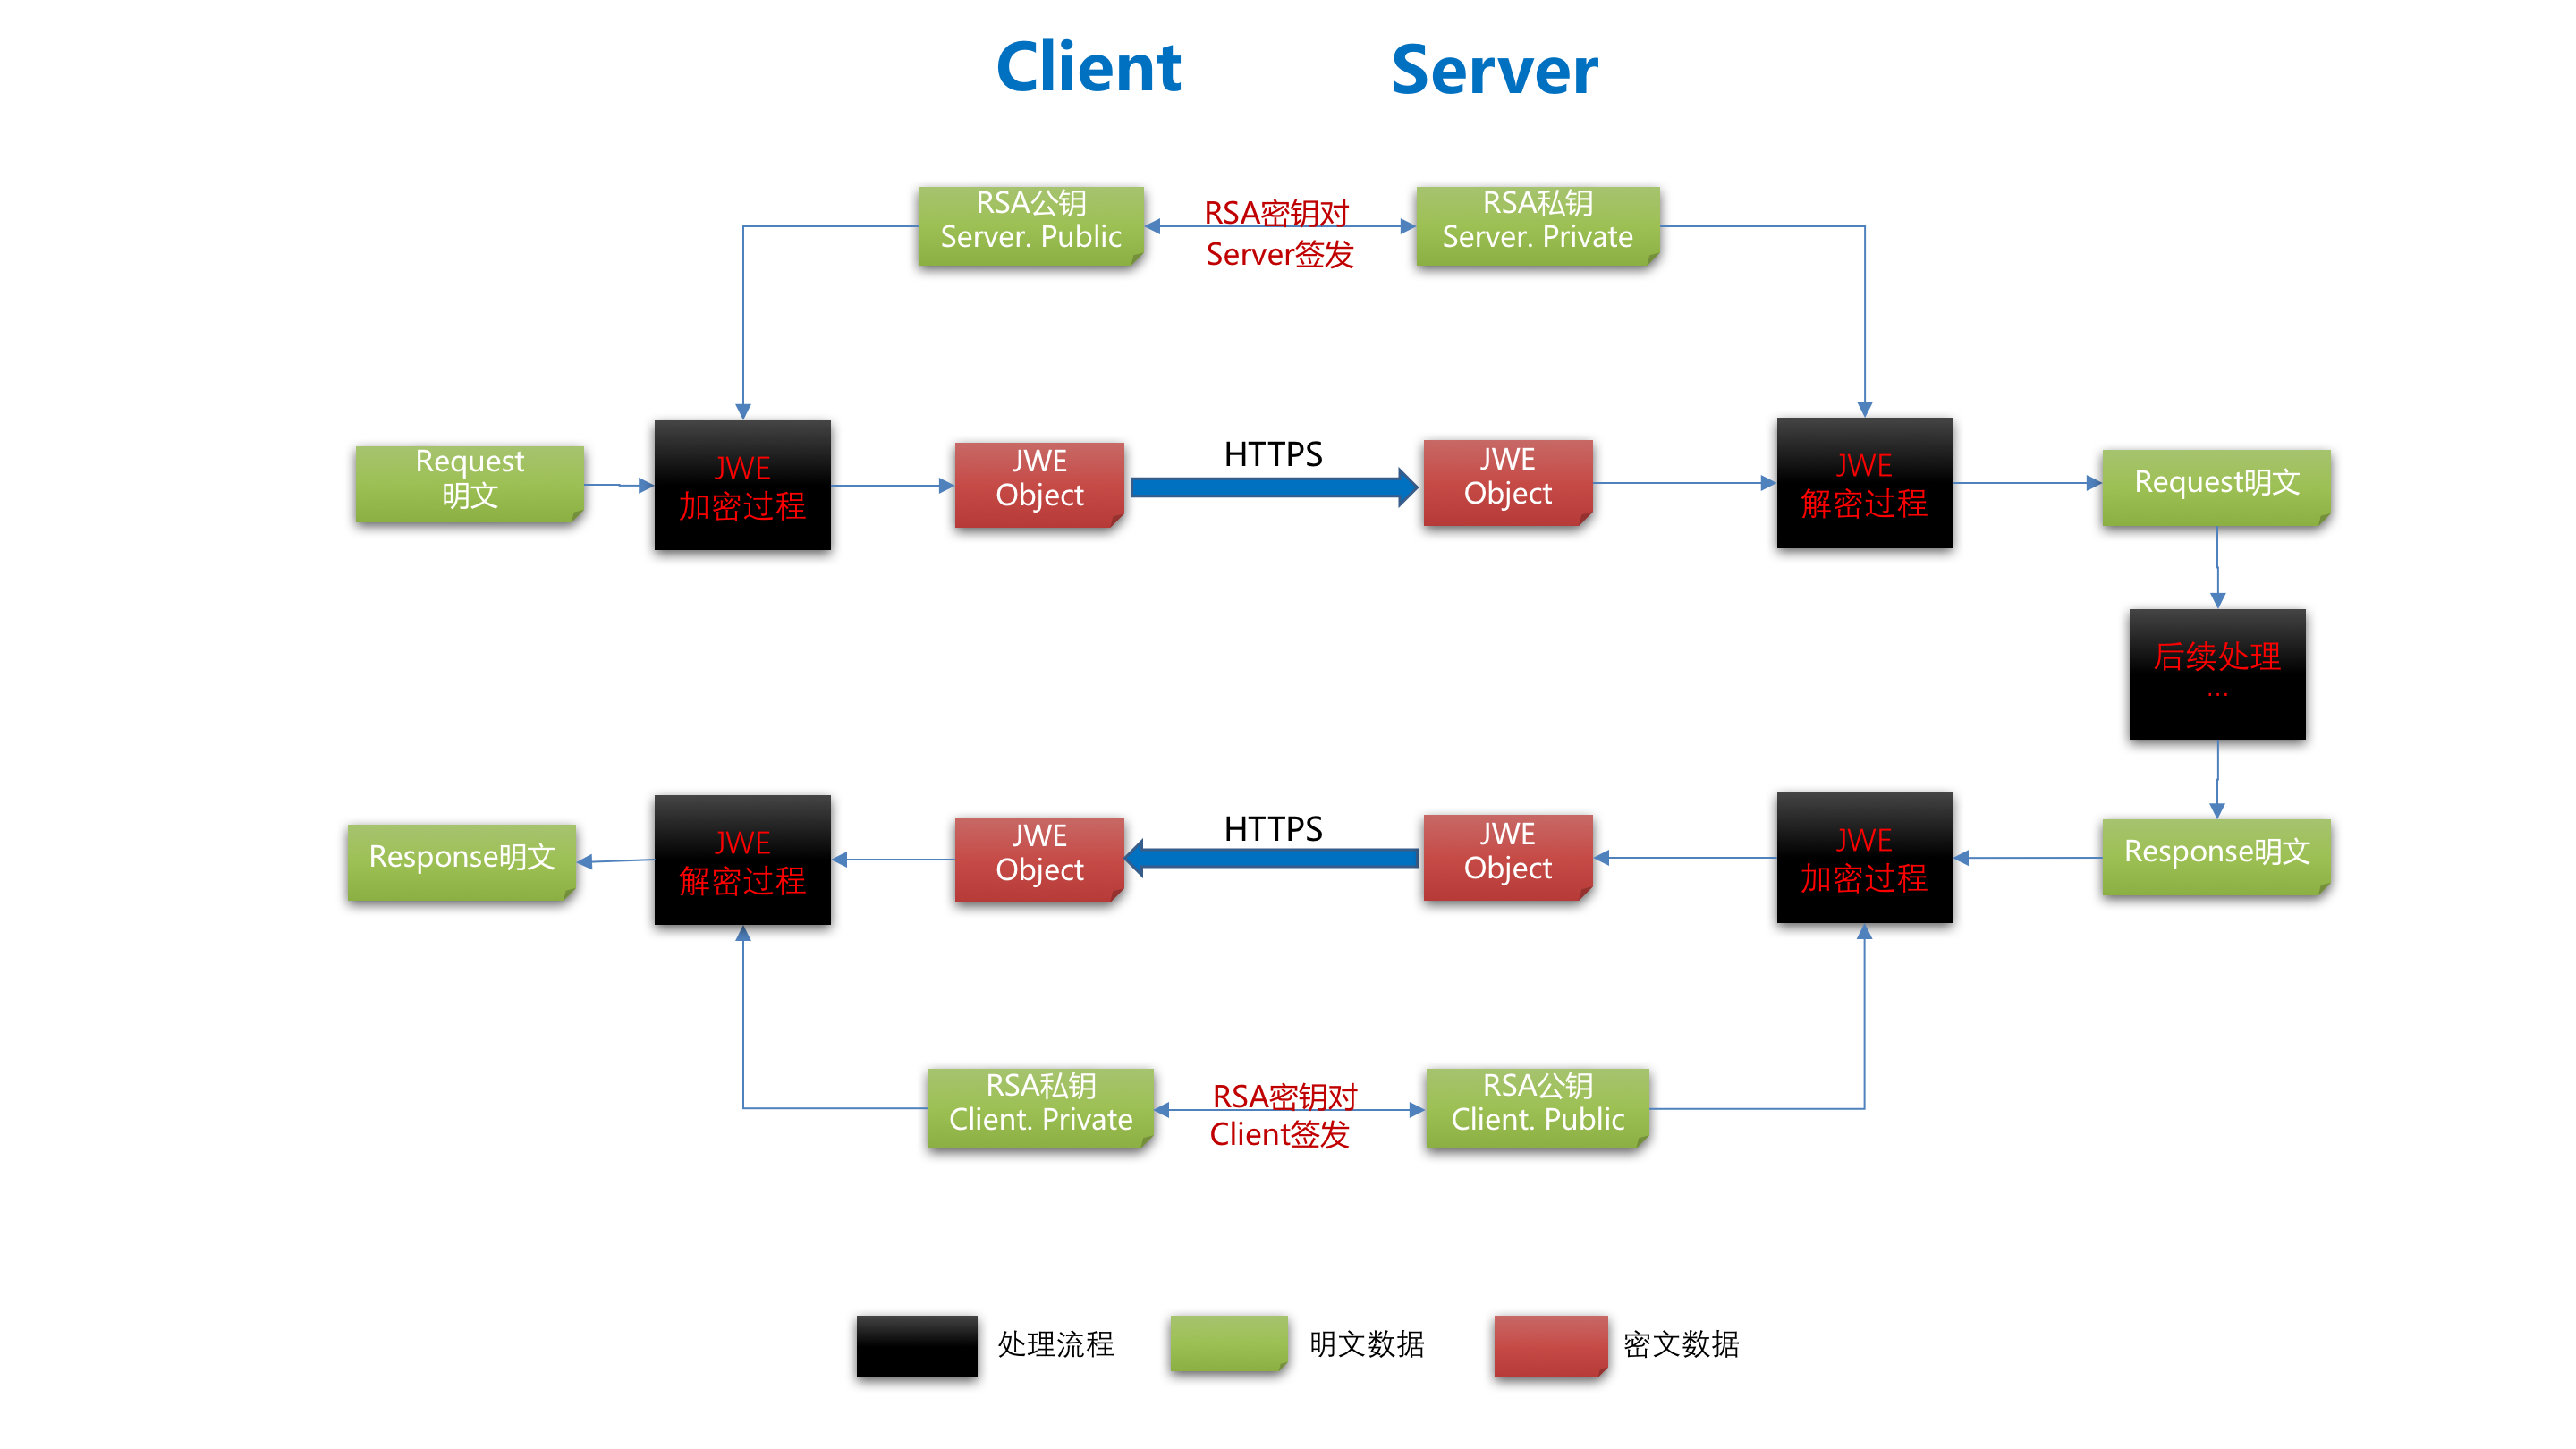 Client
Server
RSA公钥
Server. Public
RSA密钥对
Server签发
RSA私钥
Server. Private
Request
明文
JWE
加密过程
JWE
Object
HTTPS
JWE
Object
JWE
解密过程
Request明文
后续处理
...
Response明文
JWE
解密过程
JWE
Object
HTTPS
JWE
Object
JWE
加密过程
Response明文
RSA私钥
Client. Private
RSA密钥对
Client签发
RSA公钥
Client. Public
处理流程
明文数据
密文数据